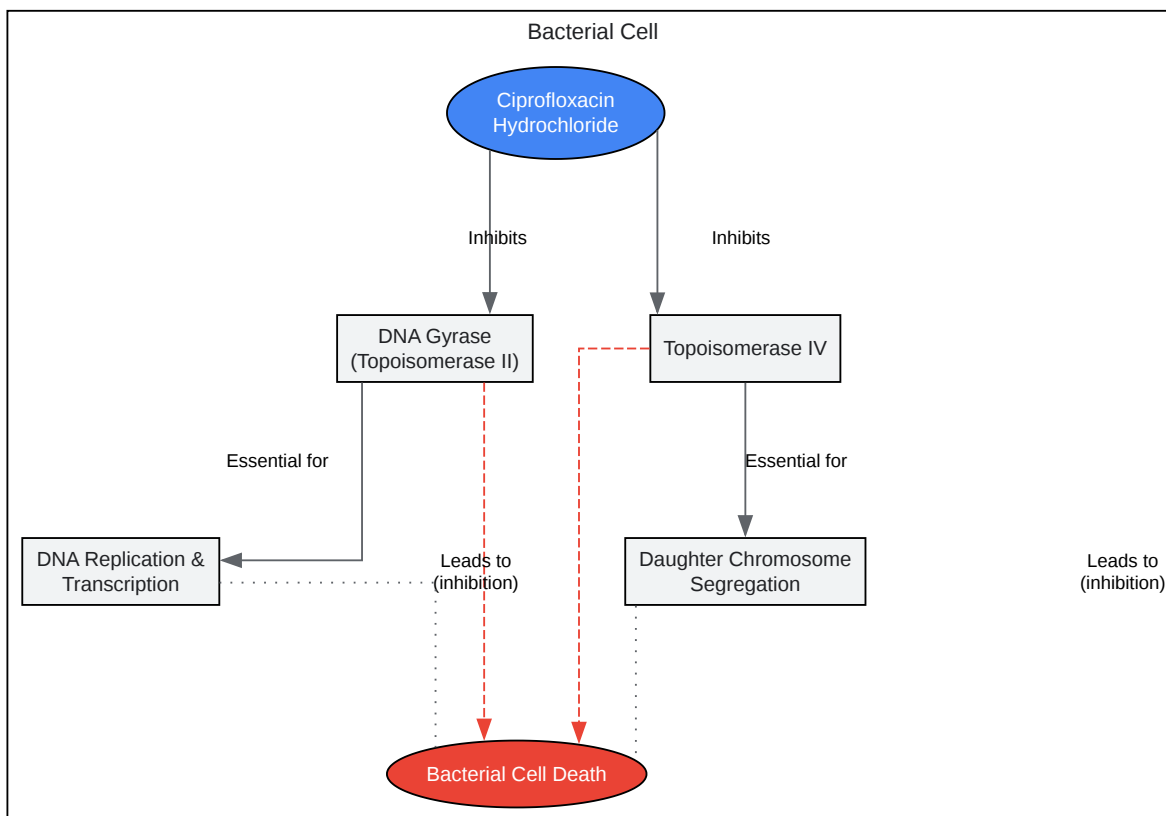 Bacterial Cell
Ciprofloxacin
Hydrochloride
Inhibits
Inhibits
DNA Gyrase
(Topoisomerase II)
Topoisomerase IV
Essential for
Essential for
DNA Replication &
Transcription
Leads to
(inhibition)
Daughter Chromosome
Segregation
Leads to
(inhibition)
Bacterial Cell Death